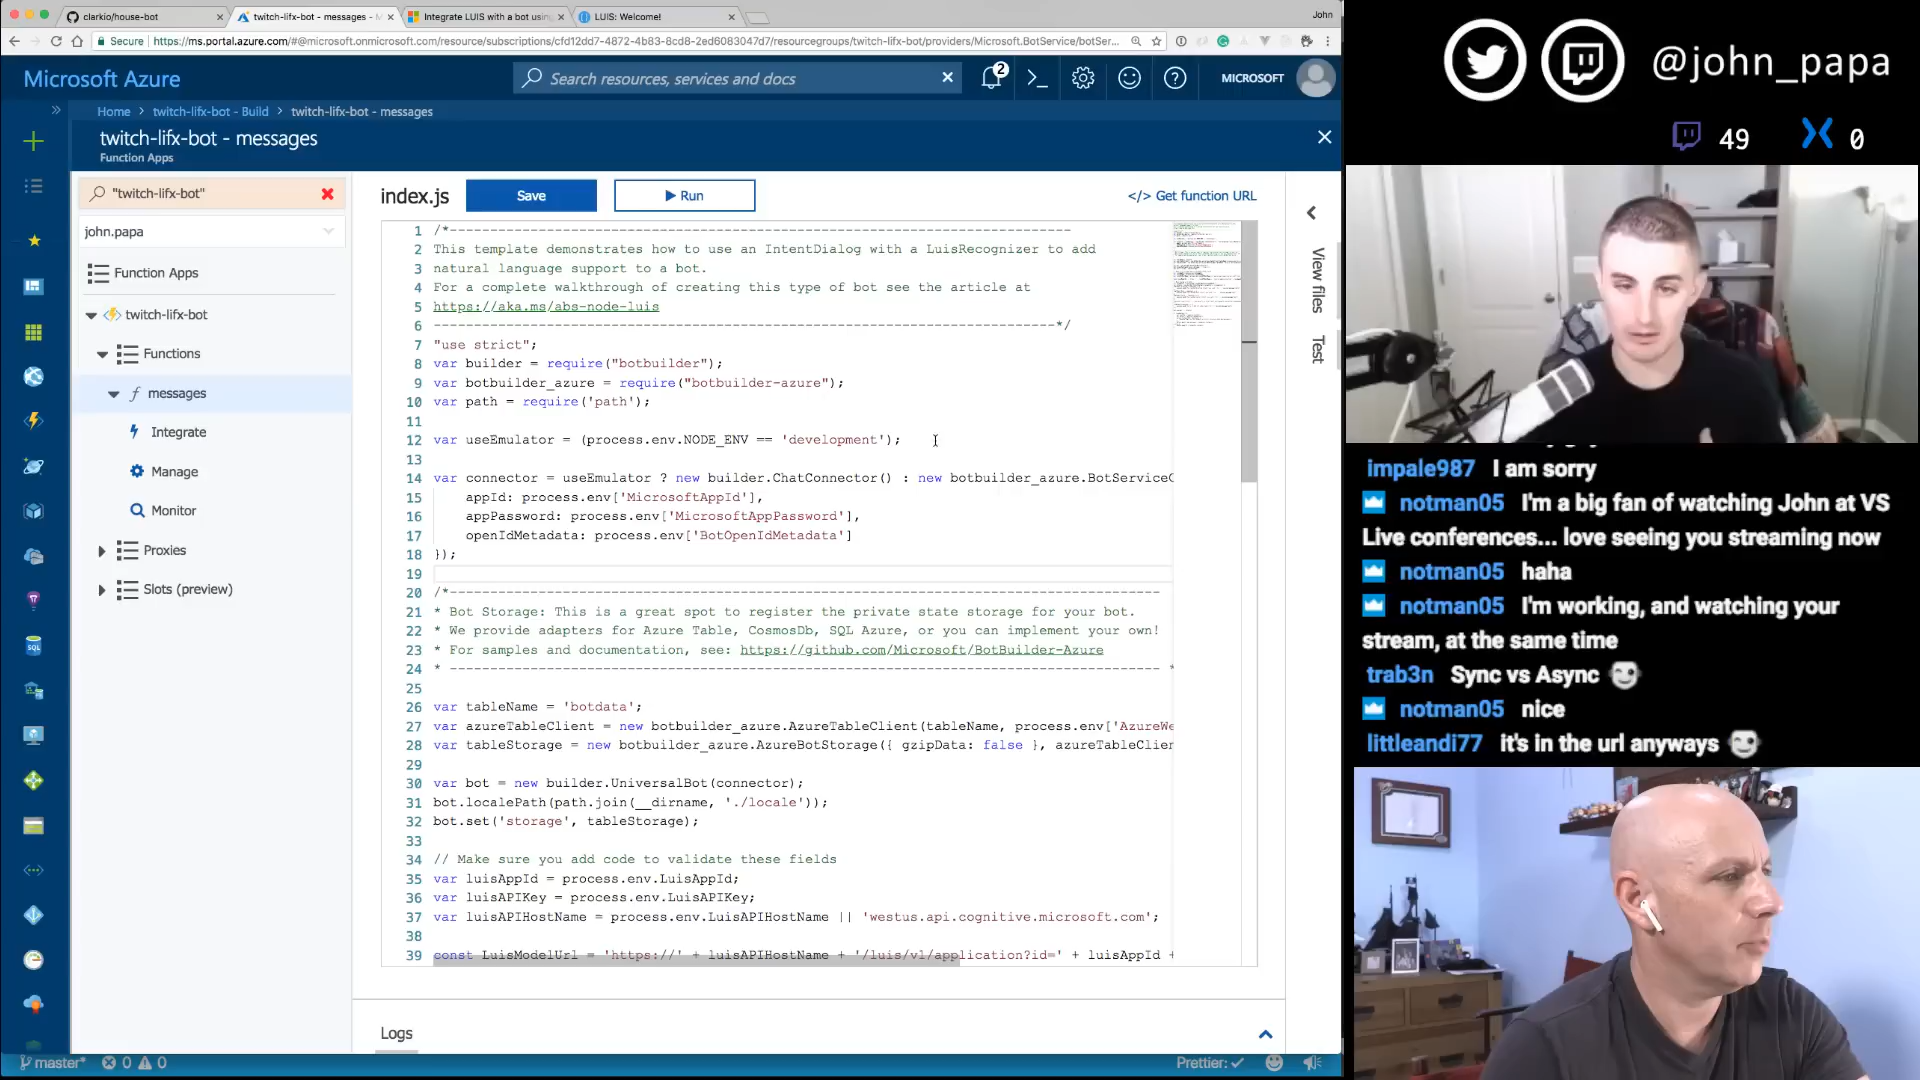 clarkio/house-bot
twitch-lifx-bot - messages - M
Integrate LUIS with a bot using
LUIS: Welcome!
John
Secure
https://ms.portal.azure.com/#@microsoft.onmicrosoft.com/resource/subscriptions/cfd12dd7-4872-4b83-8cd8-2ed6083047d7/resourcegroups/twitch-lifx-bot/providers/Microsoft.BotService/botSer...
Microsoft Azure
Search resources, services and docs
2
MICROSOFT
Home > twitch-lifx-bot - Build > twitch-lifx-bot - messages
twitch-lifx-bot - messages
Function Apps
"twitch-lifx-bot"
john.papa
Function Apps
twitch-lifx-bot
Functions
messages
Integrate
Manage
Monitor
Proxies
Slots (preview)
index.js
Save
Run
</> Get function URL
View files
Test
1 /*-----------------------------------------------------------------------------
2 This template demonstrates how to use an IntentDialog with a LuisRecognizer to add
3 natural language support to a bot.
4 For a complete walkthrough of creating this type of bot see the article at
5 https://aka.ms/abs-node-luis
6 -----------------------------------------------------------------------------*/
7 "use strict";
8 var builder = require("botbuilder");
9 var botbuilder_azure = require("botbuilder-azure");
10 var path = require('path');
11
12 var useEmulator = (process.env.NODE_ENV == 'development');
13
14 var connector = useEmulator ? new builder.ChatConnector() : new botbuilder_azure.BotServiceC
15 appId: process.env['MicrosoftAppId'],
16 appPassword: process.env['MicrosoftAppPassword'],
17 openIdMetadata: process.env['BotOpenIdMetadata']
18 });
19
20 /*----------------------------------------------------------------------------------------
21 * Bot Storage: This is a great spot to register the private state storage for your bot.
22 * We provide adapters for Azure Table, CosmosDb, SQL Azure, or you can implement your own!
23 * For samples and documentation, see: https://github.com/Microsoft/BotBuilder-Azure
24 * ---------------------------------------------------------------------------------------- *
25
26 var tableName = 'botdata';
27 var azureTableClient = new botbuilder_azure.AzureTableClient(tableName, process.env['AzureWe
28 var tableStorage = new botbuilder_azure.AzureBotStorage({ gzipData: false }, azureTableClien
29
30 var bot = new builder.UniversalBot(connector);
31 bot.localePath(path.join(__dirname, './locale'));
32 bot.set('storage', tableStorage);
33
34 // Make sure you add code to validate these fields
35 var luisAppId = process.env.LuisAppId;
36 var luisAPIKey = process.env.LuisAPIKey;
37 var luisAPIHostName = process.env.LuisAPIHostName || 'westus.api.cognitive.microsoft.com';
38
39 const LuisModelUrl = 'https://' + luisAPIHostName + '/luis/v1/application?id=' + luisAppId +
Logs
master*
0
0
Prettier: ✓
@john_papa
49
0
impale987 I am sorry
notman05 I'm a big fan of watching John at VS
Live conferences... love seeing you streaming now
notman05 haha
notman05 I'm working, and watching your
stream, at the same time
trab3n Sync vs Async
notman05 nice
littleandi77 it's in the url anyways